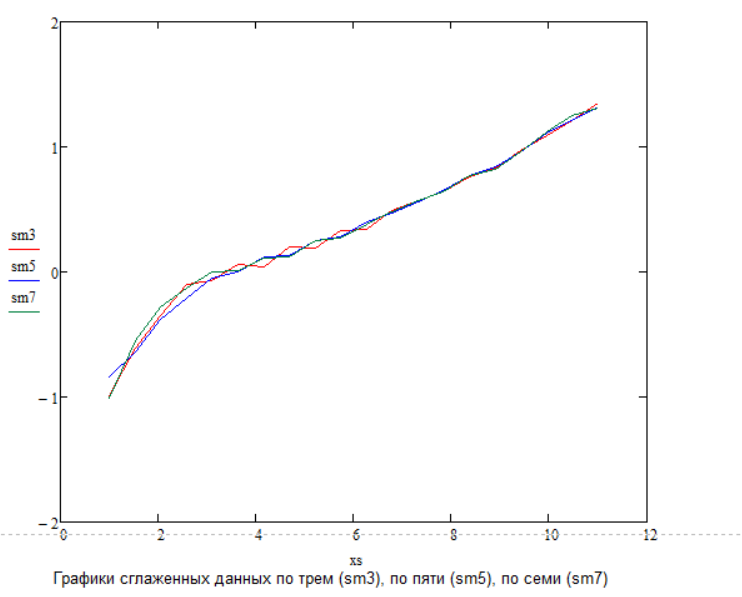 2
1
sm3
sm5
0
sm7
− 1
− 2
0
2
4
6
8
10
12
xs
Графики сглаженных данных по трем (sm3), по пяти (sm5), по семи (sm7)